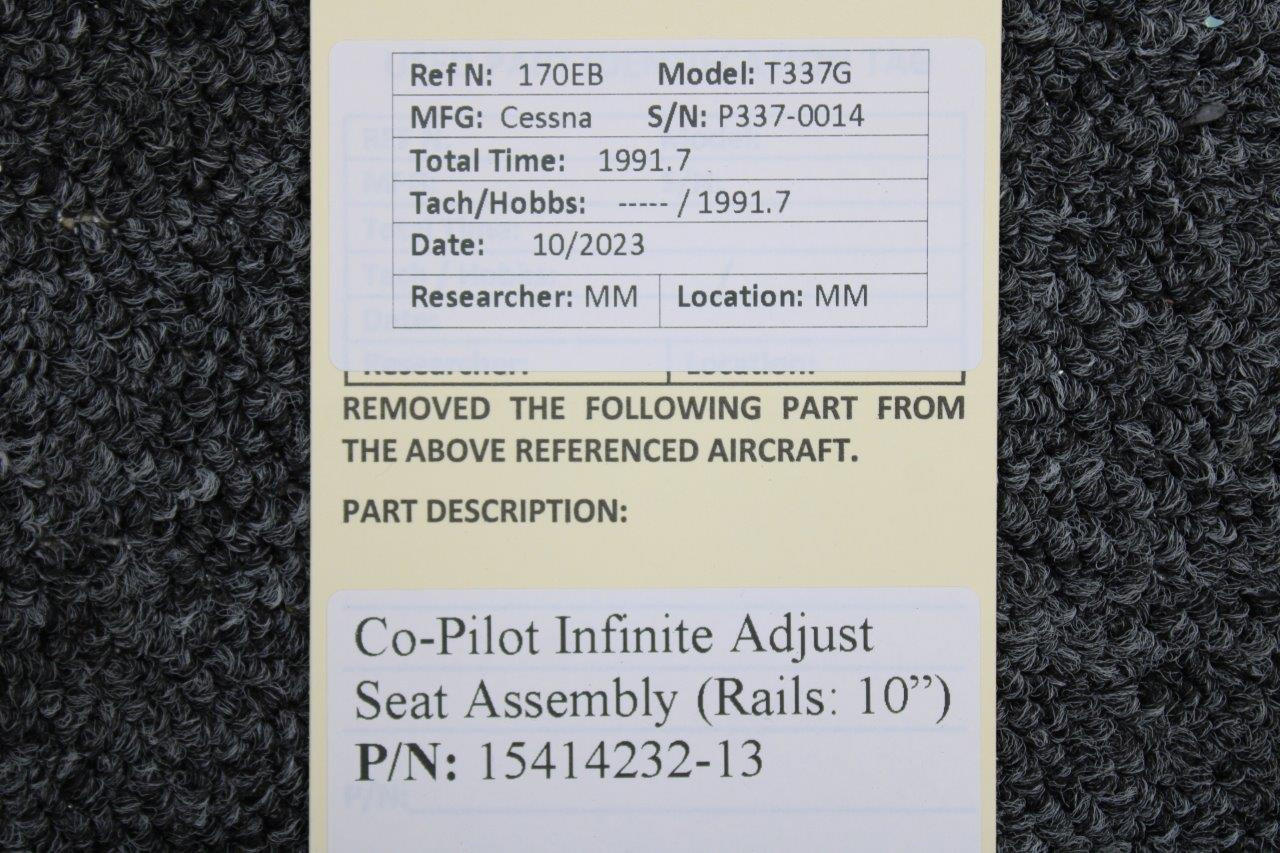 Ref N: 170EB Model: T337G
MFG: Cessna S/N: P337-0014
Total Time: 1991.7
Tach/Hobbs: ----- / 1991.7
Date: 10/2023
Researcher: MM Location: MM
Researcher: Location:
REMOVED THE FOLLOWING PART FROM
THE ABOVE REFERENCED AIRCRAFT.
PART DESCRIPTION:
Co-Pilot Infinite Adjust
Seat Assembly (Rails: 10”)
P/N: 15414232-13
P/N: